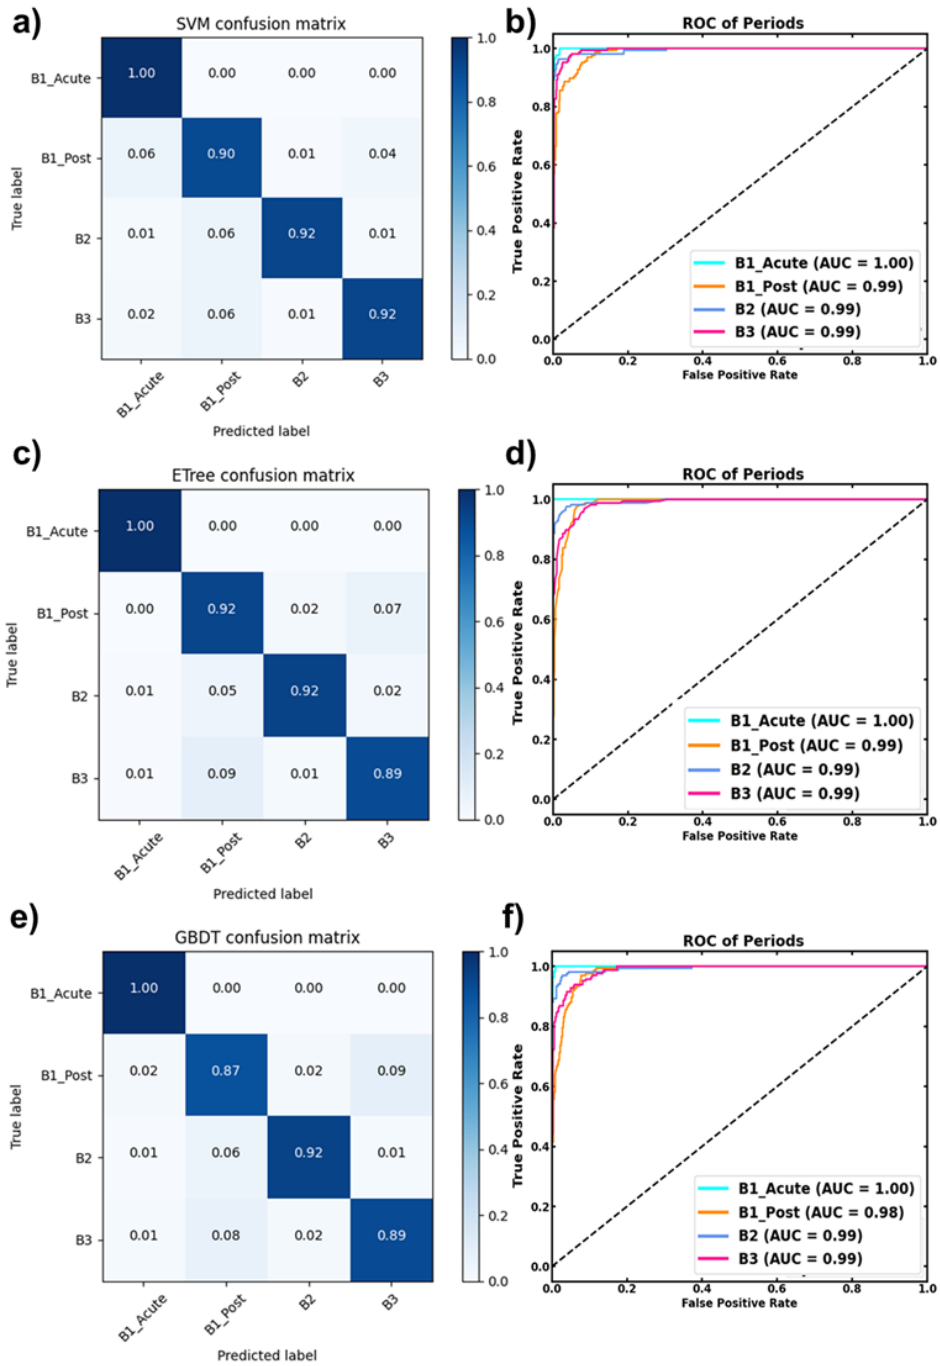 a)
SVM confusion matrix
B1_Acute 1.00 0.00 0.00 0.00
B1_Post 0.06 0.90 0.01 0.04
B2 0.01 0.06 0.92 0.01
B3 0.02 0.06 0.01 0.92
True label
B1_Acute B1_Post B2 B3
Predicted label
1.0
0.8
0.6
0.4
0.2
0.0
b)
ROC of Periods
1.0
0.8
0.6
0.4
0.2
0.0
True Positive Rate
B1_Acute (AUC = 1.00)
B1_Post (AUC = 0.99)
B2 (AUC = 0.99)
B3 (AUC = 0.99)
0.0 0.2 0.4 0.6 0.8 1.0
False Positive Rate
c)
ETree confusion matrix
B1_Acute 1.00 0.00 0.00 0.00
B1_Post 0.00 0.92 0.02 0.07
B2 0.01 0.05 0.92 0.02
B3 0.01 0.09 0.01 0.89
True label
B1_Acute B1_Post B2 B3
Predicted label
1.0
0.8
0.6
0.4
0.2
0.0
d)
ROC of Periods
1.0
0.8
0.6
0.4
0.2
0.0
True Positive Rate
B1_Acute (AUC = 1.00)
B1_Post (AUC = 0.99)
B2 (AUC = 0.99)
B3 (AUC = 0.99)
0.0 0.2 0.4 0.6 0.8 1.0
False Positive Rate
e)
GBDT confusion matrix
B1_Acute 1.00 0.00 0.00 0.00
B1_Post 0.02 0.87 0.02 0.09
B2 0.01 0.06 0.92 0.01
B3 0.01 0.08 0.02 0.89
True label
B1_Acute B1_Post B2 B3
Predicted label
1.0
0.8
0.6
0.4
0.2
0.0
f)
ROC of Periods
1.0
0.8
0.6
0.4
0.2
0.0
True Positive Rate
B1_Acute (AUC = 1.00)
B1_Post (AUC = 0.98)
B2 (AUC = 0.99)
B3 (AUC = 0.99)
0.0 0.2 0.4 0.6 0.8 1.0
False Positive Rate